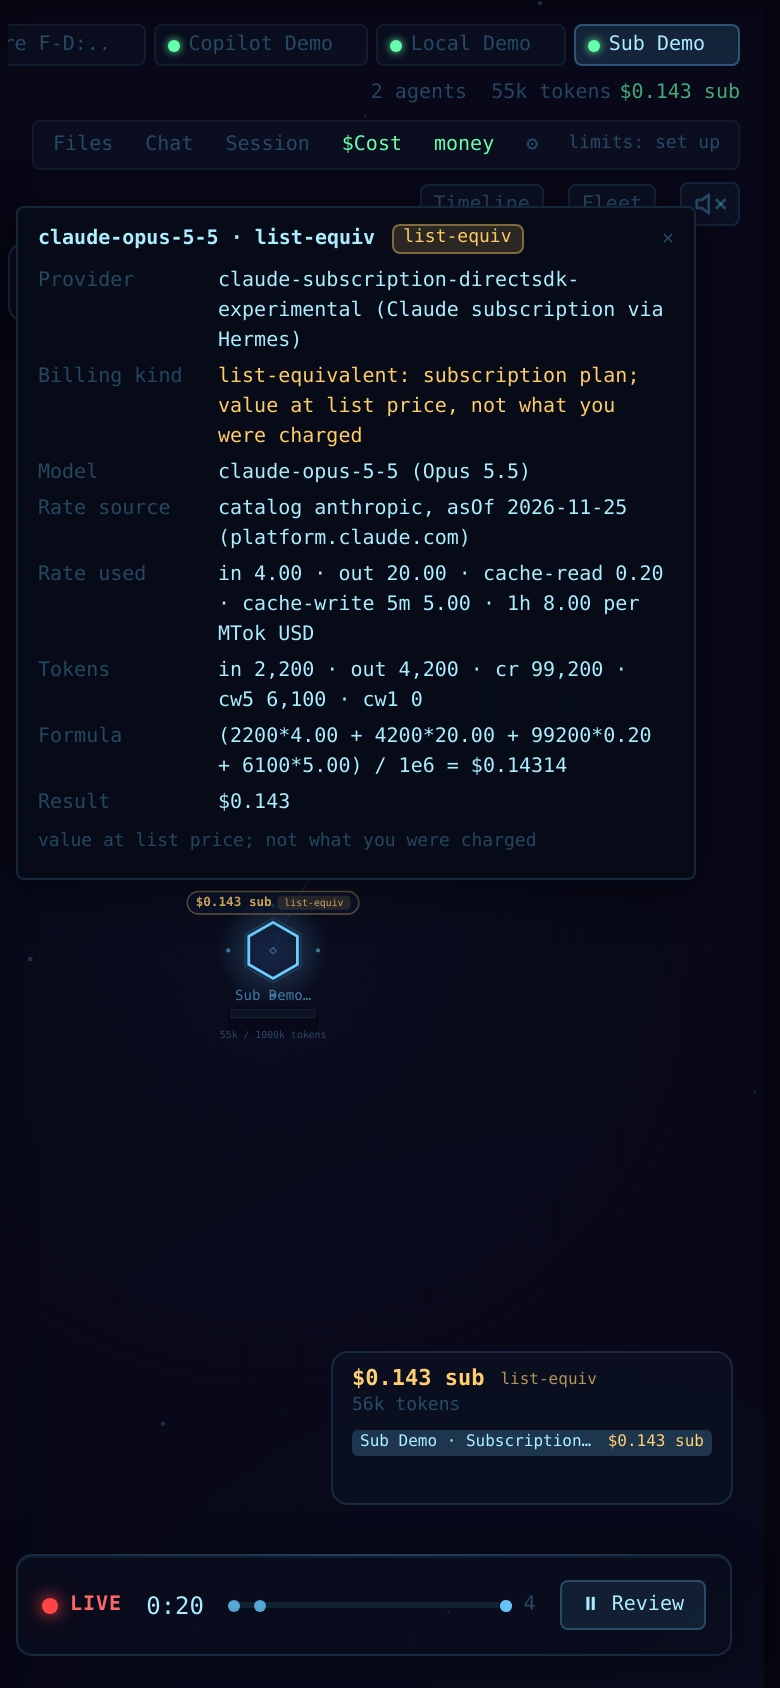 re F-D:.. Copilot Demo Local Demo Sub Demo
2 agents 55k tokens $0.143 sub
Files Chat Session $Cost money ⚙ limits: set up
Timeline Fleet
claude-opus-5-5 · list-equiv list-equiv ×
Provider claude-subscription-directsdk-
experimental (Claude subscription via
Hermes)
Billing kind list-equivalent: subscription plan;
value at list price, not what you
were charged
Model claude-opus-5-5 (Opus 5.5)
Rate source catalog anthropic, asOf 2026-11-25
(platform.claude.com)
Rate used in 4.00 · out 20.00 · cache-read 0.20
· cache-write 5m 5.00 · 1h 8.00 per
MTok USD
Tokens in 2,200 · out 4,200 · cr 99,200 ·
cw5 6,100 · cw1 0
Formula (2200*4.00 + 4200*20.00 + 99200*0.20
+ 6100*5.00) / 1e6 = $0.14314
Result $0.143
value at list price; not what you were charged
$0.143 sub list-equiv
Sub Demo…
55k / 1000k tokens
$0.143 sub list-equiv
56k tokens
Sub Demo · Subscription… $0.143 sub
LIVE 0:20 4 Review